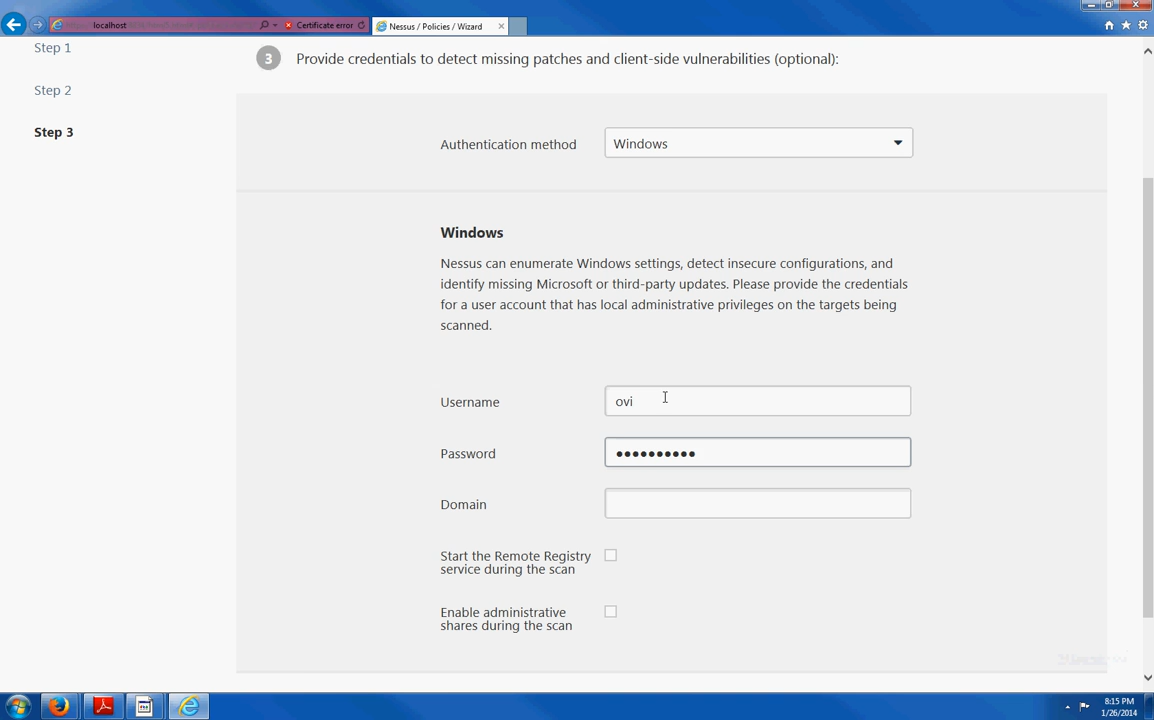 localhost
Certificate error
Nessus / Policies / Wizard
Step 1
Step 2
Step 3
3 Provide credentials to detect missing patches and client-side vulnerabilities (optional):
Authentication method Windows
Windows
Nessus can enumerate Windows settings, detect insecure configurations, and
identify missing Microsoft or third-party updates. Please provide the credentials
for a user account that has local administrative privileges on the targets being
scanned.
Username ovi
Password ••••••••••
Domain
Start the Remote Registry
service during the scan
Enable administrative
shares during the scan
8:15 PM
1/26/2014